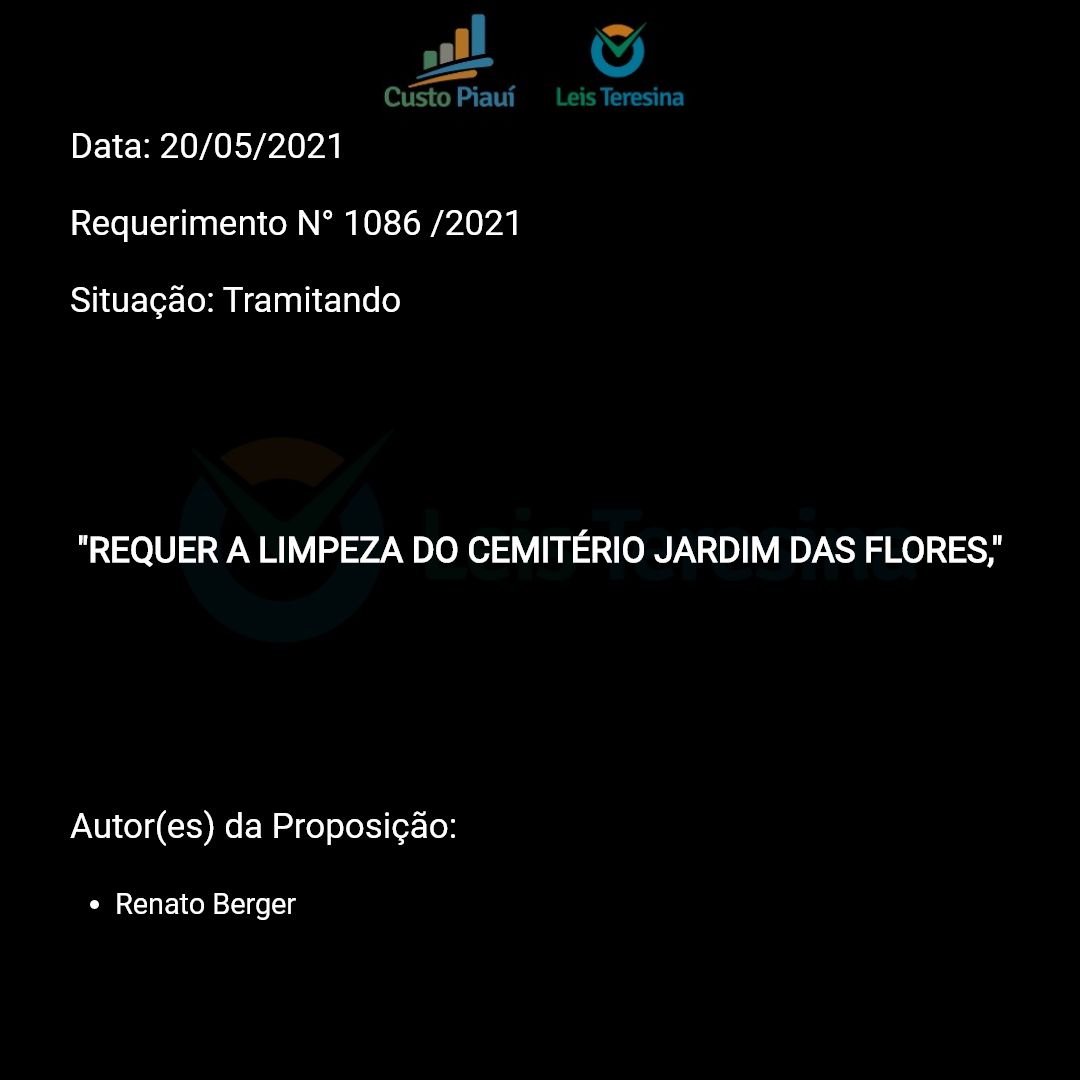 Custo Piauí
Leis Teresina
Data: 20/05/2021
Requerimento N° 1086 /2021
Situação: Tramitando
Leis Teresina
"REQUER A LIMPEZA DO CEMITÉRIO JARDIM DAS FLORES,"
Autor(es) da Proposição:
• Renato Berger